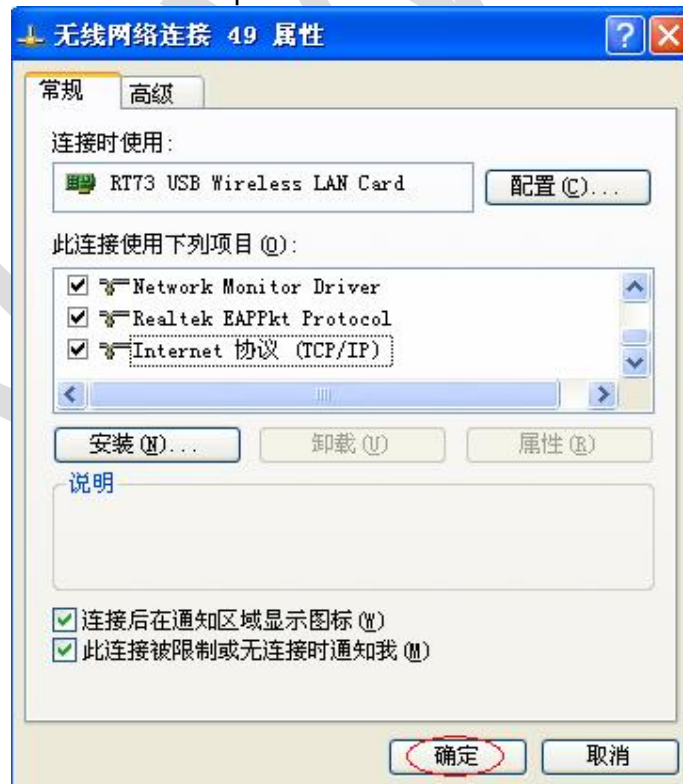 无线网络连接 49 属性
常规
高级
连接时使用:
RT73 USB Wireless LAN Card
配置(C)...
此连接使用下列项目(O):
Network Monitor Driver
Realtek EAPPkt Protocol
Internet 协议 (TCP/IP)
安装(N)...
卸载(U)
属性(R)
说明
连接后在通知区域显示图标(W)
此连接被限制或无连接时通知我(M)
确定
取消